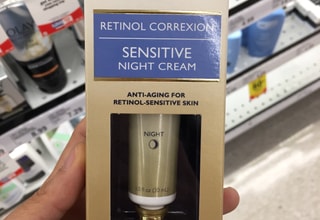 RETINOL CORREXION
SENSITIVE
NIGHT CREAM
ANTI-AGING FOR
RETINOL-SENSITIVE SKIN
NIGHT